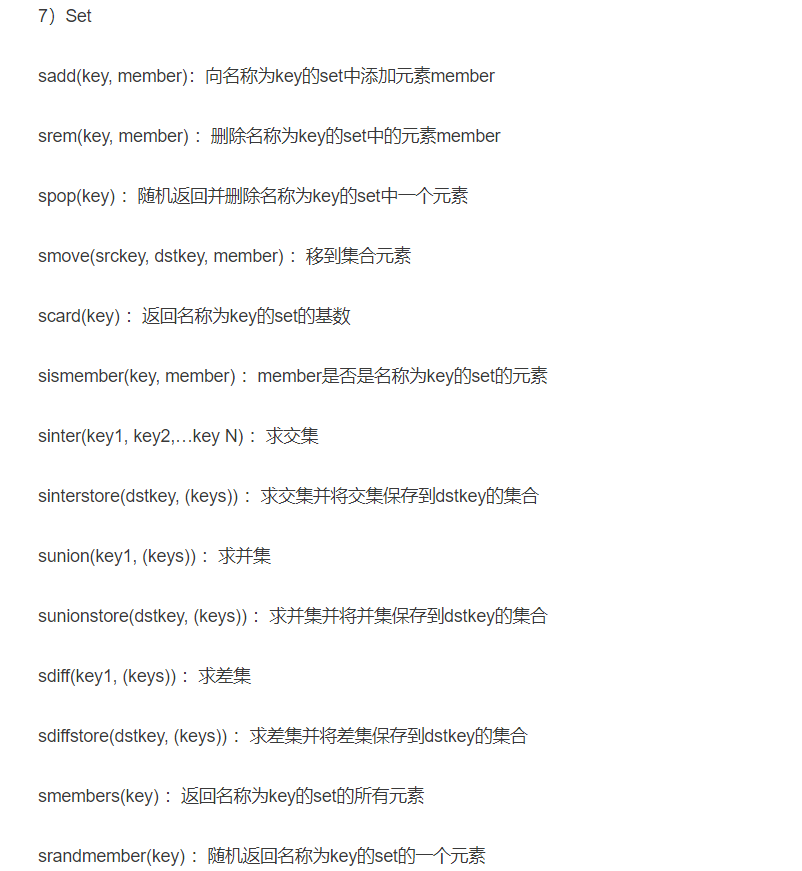 7）Set
sadd(key, member)：向名称为key的set中添加元素member
srem(key, member) ：删除名称为key的set中的元素member
spop(key) ：随机返回并删除名称为key的set中一个元素
smove(srckey, dstkey, member) ：移到集合元素
scard(key) ：返回名称为key的set的基数
sismember(key, member) ：member是否是名称为key的set的元素
sinter(key1, key2,…key N) ：求交集
sinterstore(dstkey, (keys)) ：求交集并将交集保存到dstkey的集合
sunion(key1, (keys)) ：求并集
sunionstore(dstkey, (keys)) ：求并集并将并集保存到dstkey的集合
sdiff(key1, (keys)) ：求差集
sdiffstore(dstkey, (keys)) ：求差集并将差集保存到dstkey的集合
smembers(key) ：返回名称为key的set的所有元素
srandmember(key) ：随机返回名称为key的set的一个元素